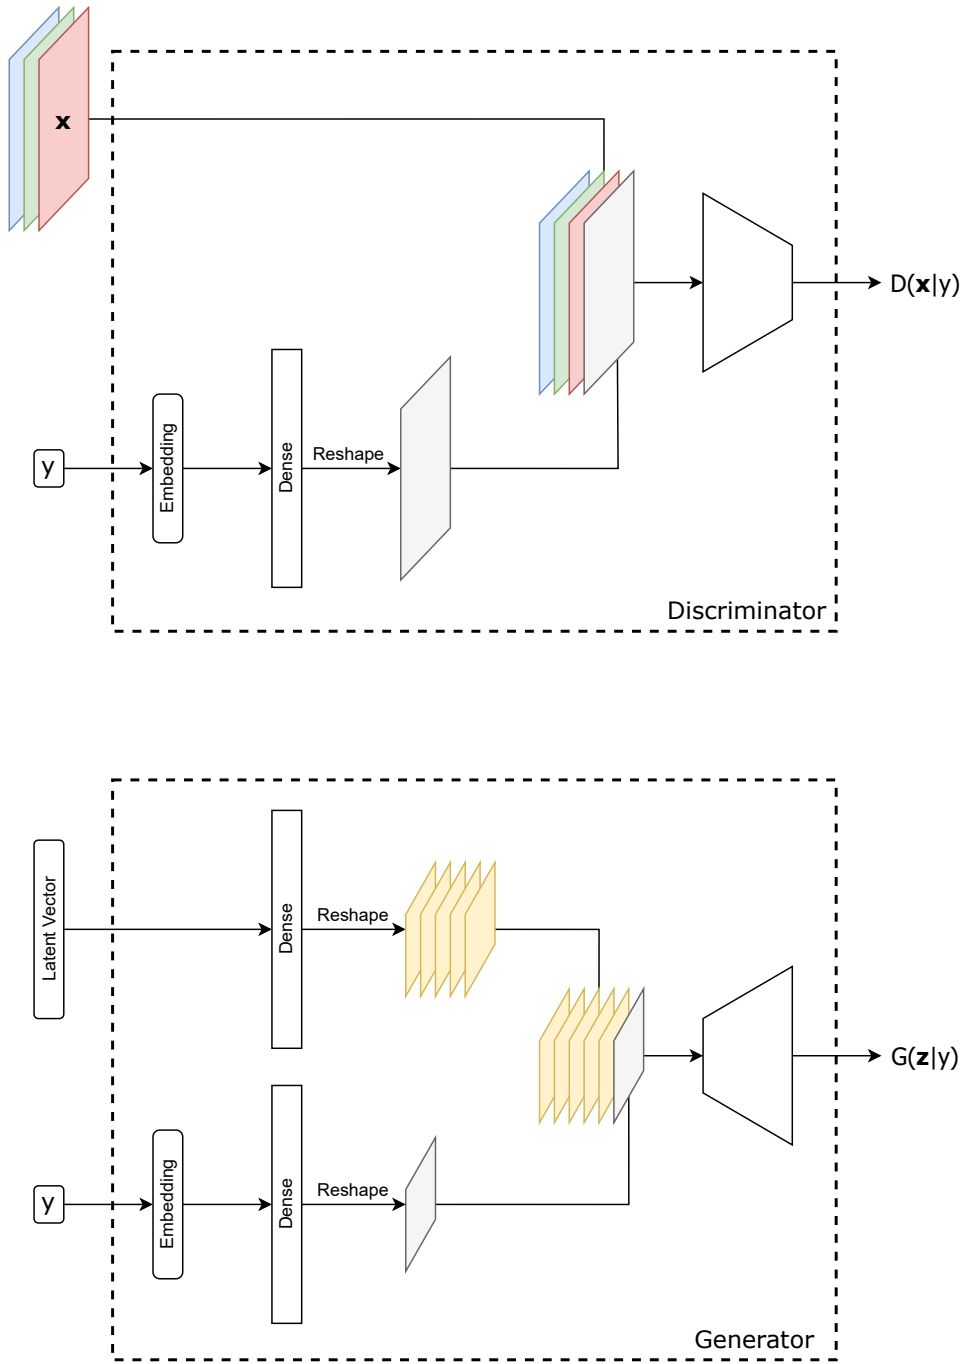 x
D(x|y)
y
Embedding
Dense
Reshape
Discriminator
Latent Vector
Dense
Reshape
G(z|y)
y
Embedding
Dense
Reshape
Generator